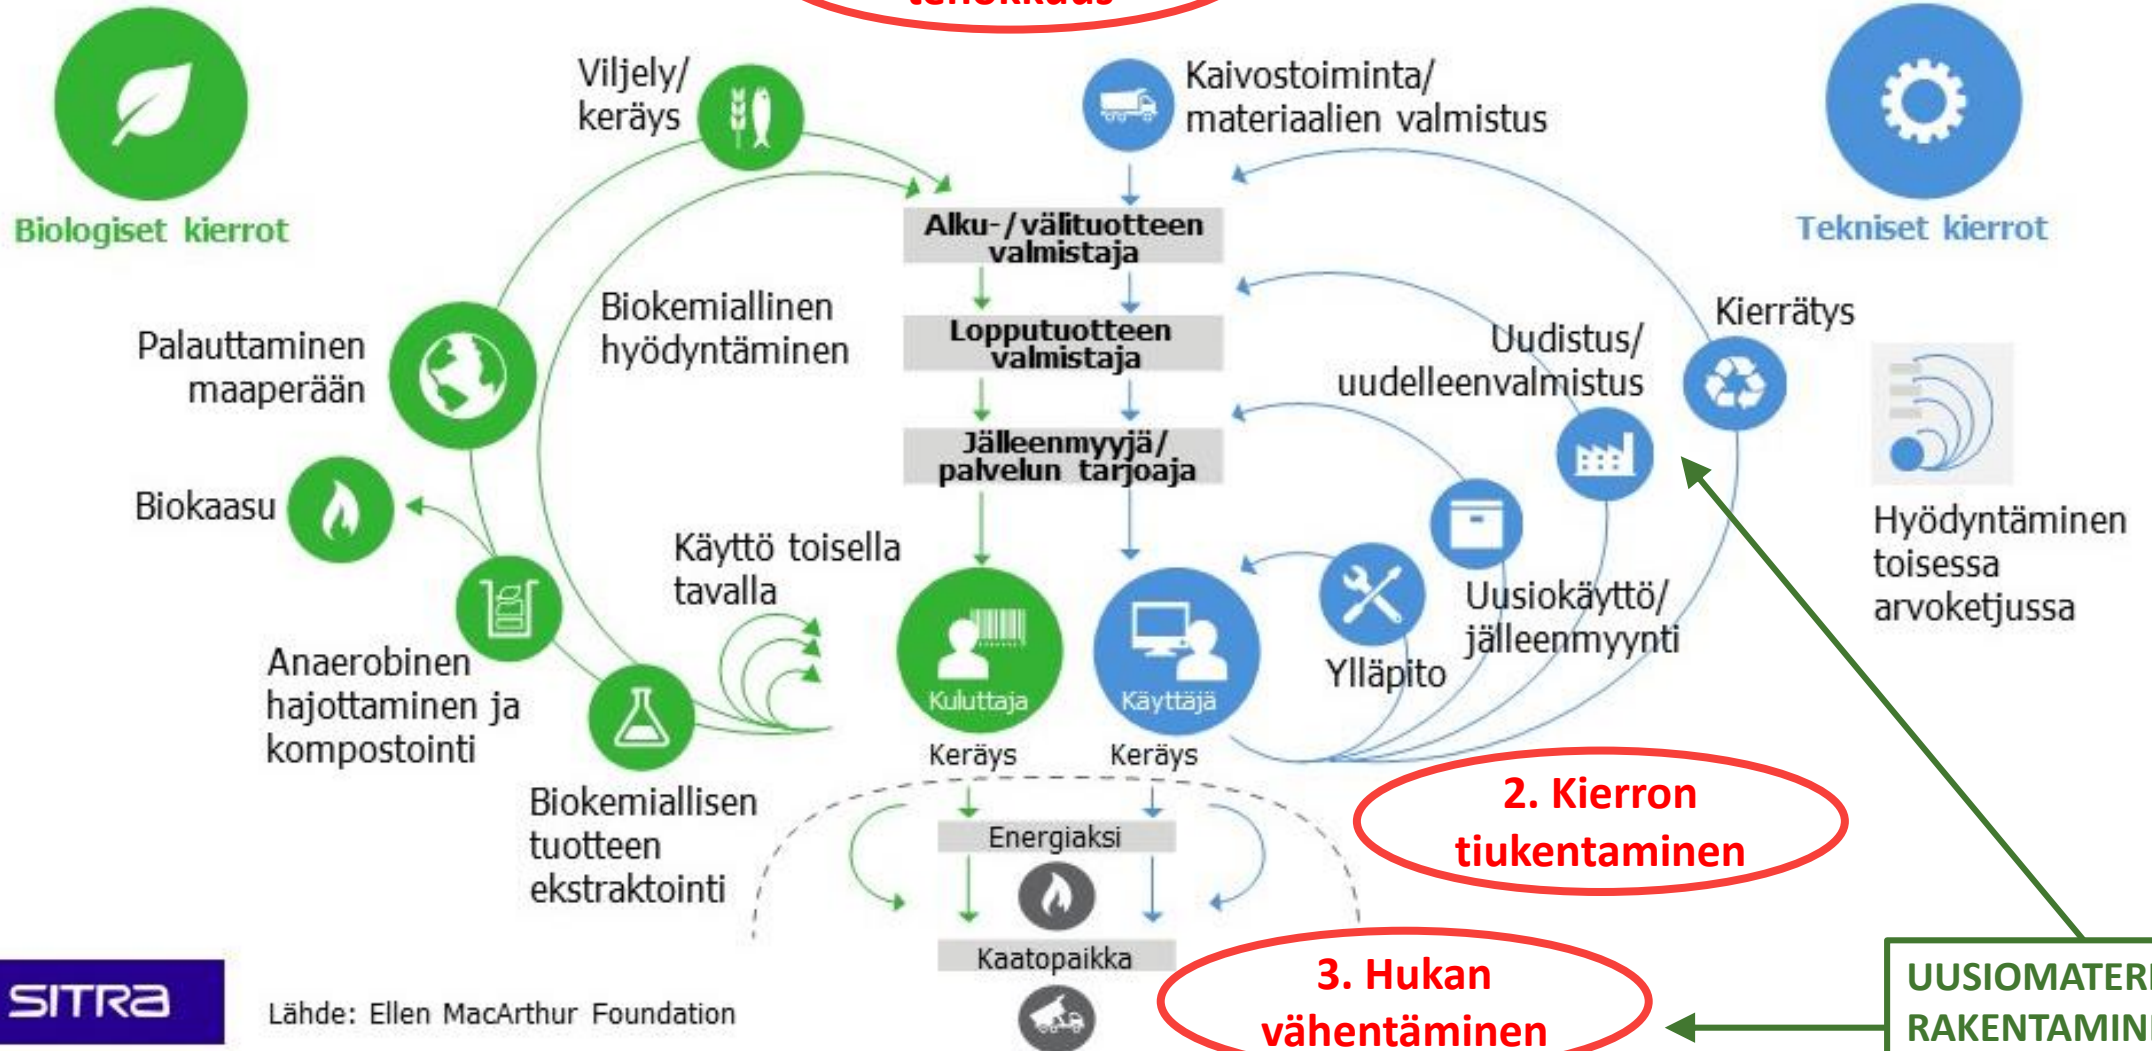 tehokkuus
Viljely/
keräys
Kaivostoiminta/
materiaalien valmistus
Biologiset kierrot
Tekniset kierrot
Alku-/välituotteen
valmistaja
Biokemiallinen
hyödyntäminen
Palauttaminen
maaperään
Lopputuotteen
valmistaja
Uudistus/
uudelleenvalmistus
Kierrätys
Jälleenmyyjä/
palvelun tarjoaja
Biokaasu
Käyttö toisella
tavalla
Hyödyntäminen
toisessa
arvoketjussa
Anaerobinen
hajottaminen ja
kompostointi
Kuluttaja
Käyttäjä
Ylläpito
Uusiokäyttö/
jälleenmyynti
Keräys
Keräys
Biokemiallisen
tuotteen
ekstraktointi
Energiaksi
2. Kierron
tiukentaminen
Kaatopaikka
3. Hukan
vähentäminen
SITRA
Lähde: Ellen MacArthur Foundation
UUSIOMATERI
RAKENTAMIN